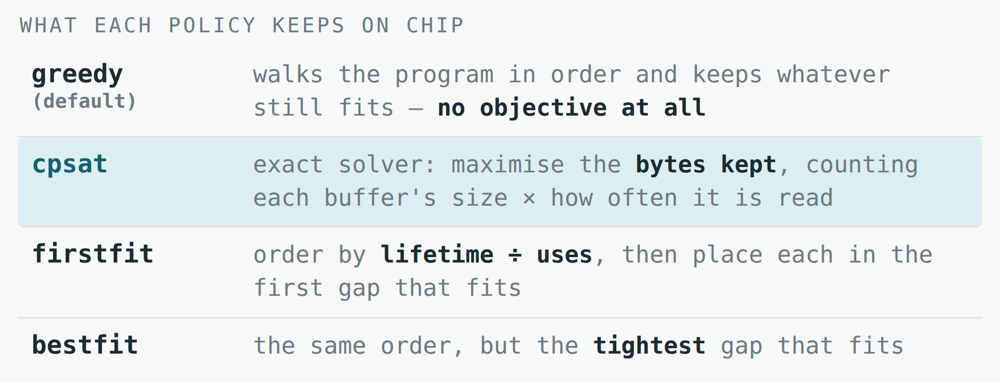 WHAT EACH POLICY KEEPS ON CHIP
greedy
(default)
walks the program in order and keeps whatever
still fits — no objective at all
cpsat
exact solver: maximise the bytes kept, counting
each buffer's size × how often it is read
firstfit
order by lifetime ÷ uses, then place each in the
first gap that fits
bestfit
the same order, but the tightest gap that fits